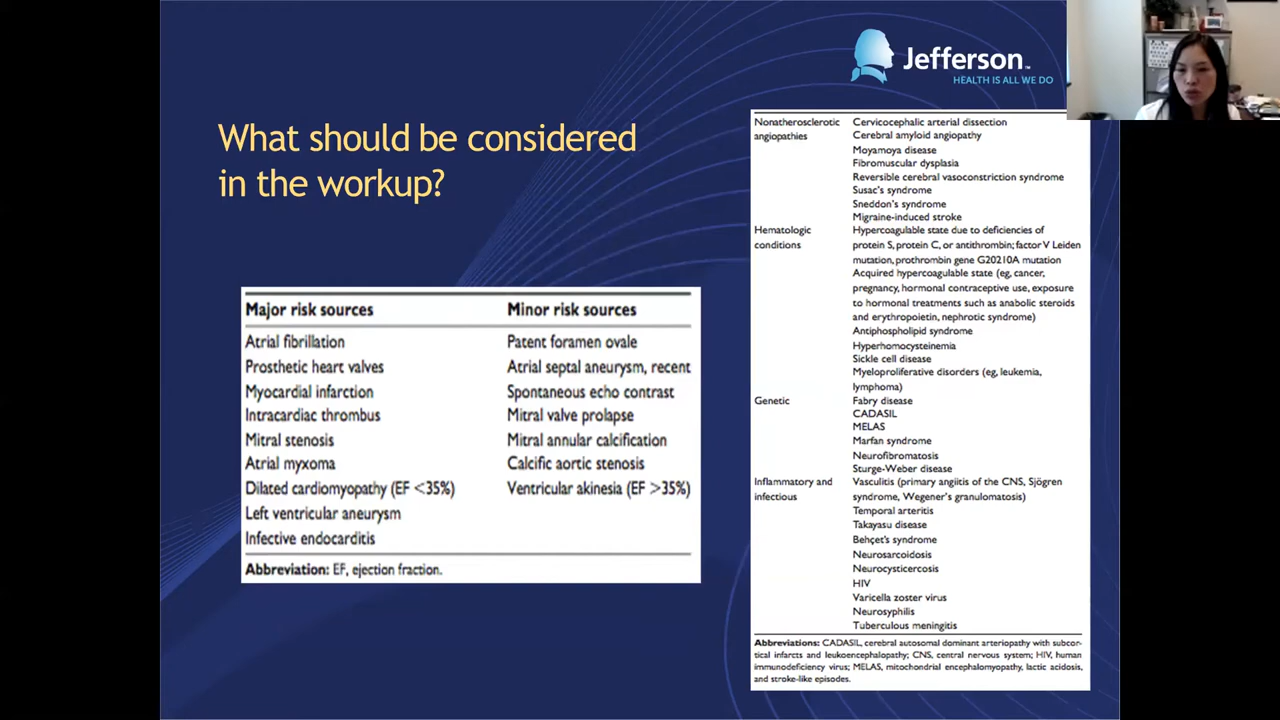 Jefferson™
HEALTH IS ALL WE DO
What should be considered
in the workup?
Major risk sources Minor risk sources
Atrial fibrillation Patent foramen ovale
Prosthetic heart valves Atrial septal aneurysm, recent
Myocardial infarction Spontaneous echo contrast
Intracardiac thrombus Mitral valve prolapse
Mitral stenosis Mitral annular calcification
Atrial myxoma Calcific aortic stenosis
Dilated cardiomyopathy (EF <35%) Ventricular akinesia (EF >35%)
Left ventricular aneurysm
Infective endocarditis
Abbreviation: EF, ejection fraction.
Nonatherosclerotic Cervicocephalic arterial dissection
angiopathies Cerebral amyloid angiopathy
Moyamoya disease
Fibromuscular dysplasia
Reversible cerebral vasoconstriction syndrome
Susac's syndrome
Sneddon's syndrome
Migraine-induced stroke
Hematologic Hypercoagulable state due to deficiencies of
conditions protein S, protein C, or antithrombin; factor V Leiden
mutation, prothrombin gene G20210A mutation
Acquired hypercoagulable state (eg, cancer,
pregnancy, hormonal contraceptive use, exposure
to hormonal treatments such as anabolic steroids
and erythropoietin, nephrotic syndrome)
Antiphospholipid syndrome
Hyperhomocysteinemia
Sickle cell disease
Myeloproliferative disorders (eg, leukemia,
lymphoma)
Genetic Fabry disease
CADASIL
MELAS
Marfan syndrome
Neurofibromatosis
Sturge-Weber disease
Inflammatory and Vasculitis (primary angiitis of the CNS, Sjögren
infectious syndrome, Wegener's granulomatosis)
Temporal arteritis
Takayasu disease
Behçet's syndrome
Neurosarcoidosis
Neurocysticercosis
HIV
Varicella zoster virus
Neurosyphilis
Tuberculous meningitis
Abbreviations: CADASIL, cerebral autosomal dominant arteriopathy with subcor-
tical infarcts and leukoencephalopathy; CNS, central nervous system; HIV, human
immunodeficiency virus; MELAS, mitochondrial encephalomyopathy, lactic acidosis,
and stroke-like episodes.